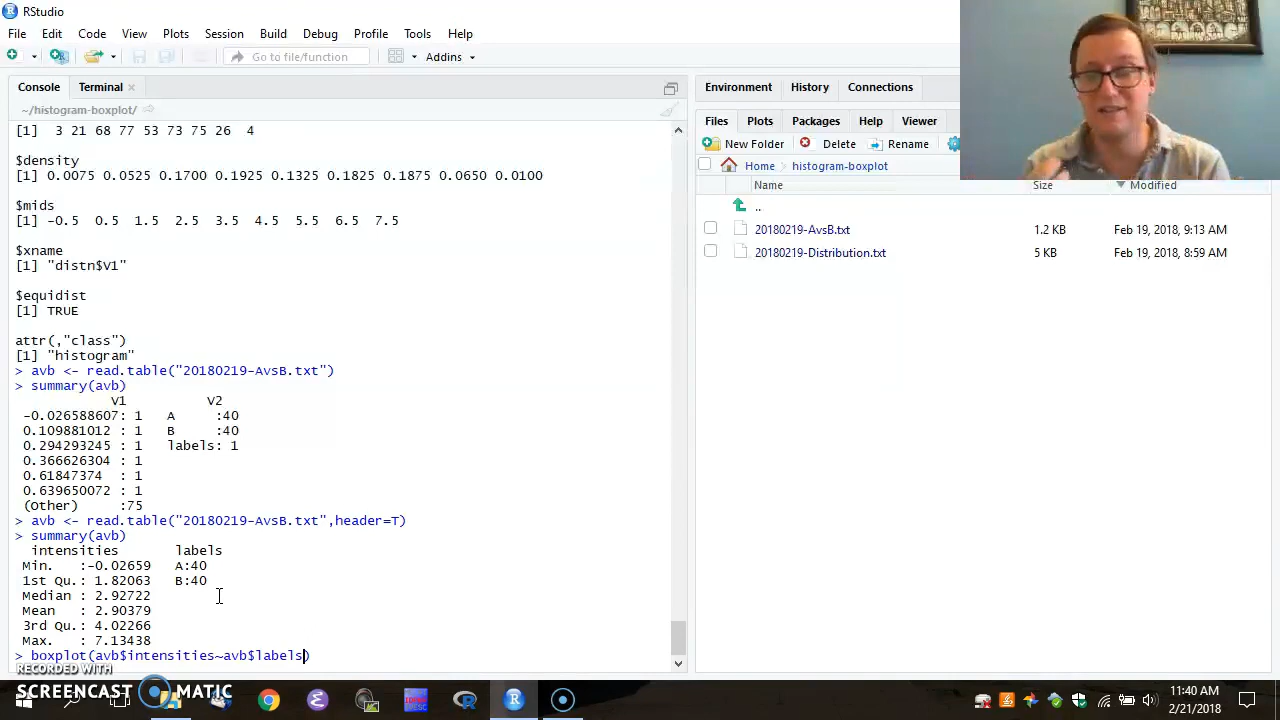 RStudio
File Edit Code View Plots Session Build Debug Profile Tools Help
Go to file/function Addins
Console Terminal
~/histogram-boxplot/
[1] 3 21 68 77 53 73 75 26 4
$density
[1] 0.0075 0.0525 0.1700 0.1925 0.1325 0.1825 0.1875 0.0650 0.0100
$mids
[1] -0.5 0.5 1.5 2.5 3.5 4.5 5.5 6.5 7.5
$xname
[1] "distn$V1"
$equidist
[1] TRUE
attr(,"class")
[1] "histogram"
> avb <- read.table("20180219-AvsB.txt")
> summary(avb)
V1 V2
-0.026588607: 1 A :40
0.109881012 : 1 B :40
0.294293245 : 1 labels: 1
0.366626304 : 1
0.61847374 : 1
0.639650072 : 1
(Other) :75
> avb <- read.table("20180219-AvsB.txt",header=T)
> summary(avb)
intensities labels
Min. :-0.02659 A:40
1st Qu.: 1.82063 B:40
Median : 2.92722
Mean : 2.90379
3rd Qu.: 4.02266
Max. : 7.13438
> boxplot(avb$intensities~avb$labels)
Environment History Connections
Files Plots Packages Help Viewer
New Folder Delete Rename
Home histogram-boxplot
Name Size Modified
..
20180219-AvsB.txt 1.2 KB Feb 19, 2018, 9:13 AM
20180219-Distribution.txt 5 KB Feb 19, 2018, 8:59 AM
RECORDED WITH
SCREENCAST MATIC
11:40 AM
2/21/2018